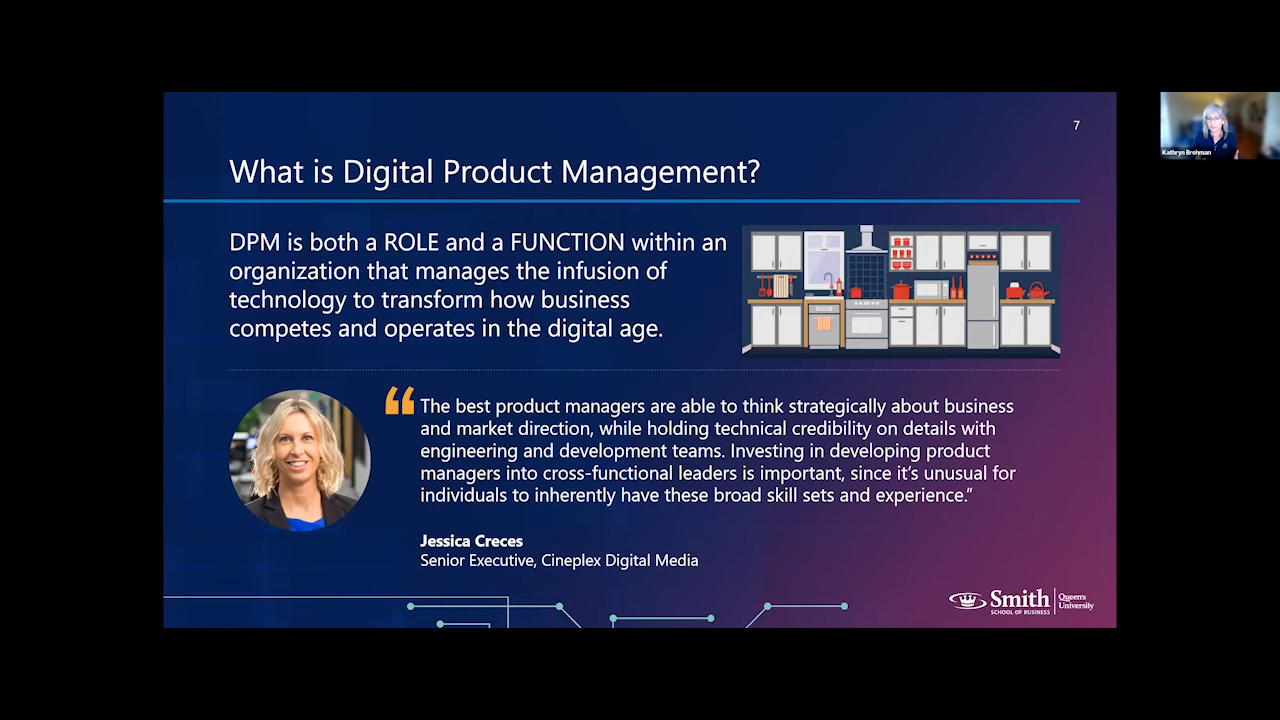 7
What is Digital Product Management?
DPM is both a ROLE and a FUNCTION within an
organization that manages the infusion of
technology to transform how business
competes and operates in the digital age.
“The best product managers are able to think strategically about business
and market direction, while holding technical credibility on details with
engineering and development teams. Investing in developing product
managers into cross-functional leaders is important, since it’s unusual for
individuals to inherently have these broad skill sets and experience.”
Jessica Creces
Senior Executive, Cineplex Digital Media
Smith
SCHOOL OF BUSINESS
Queen's
University
Kathryn Brohman